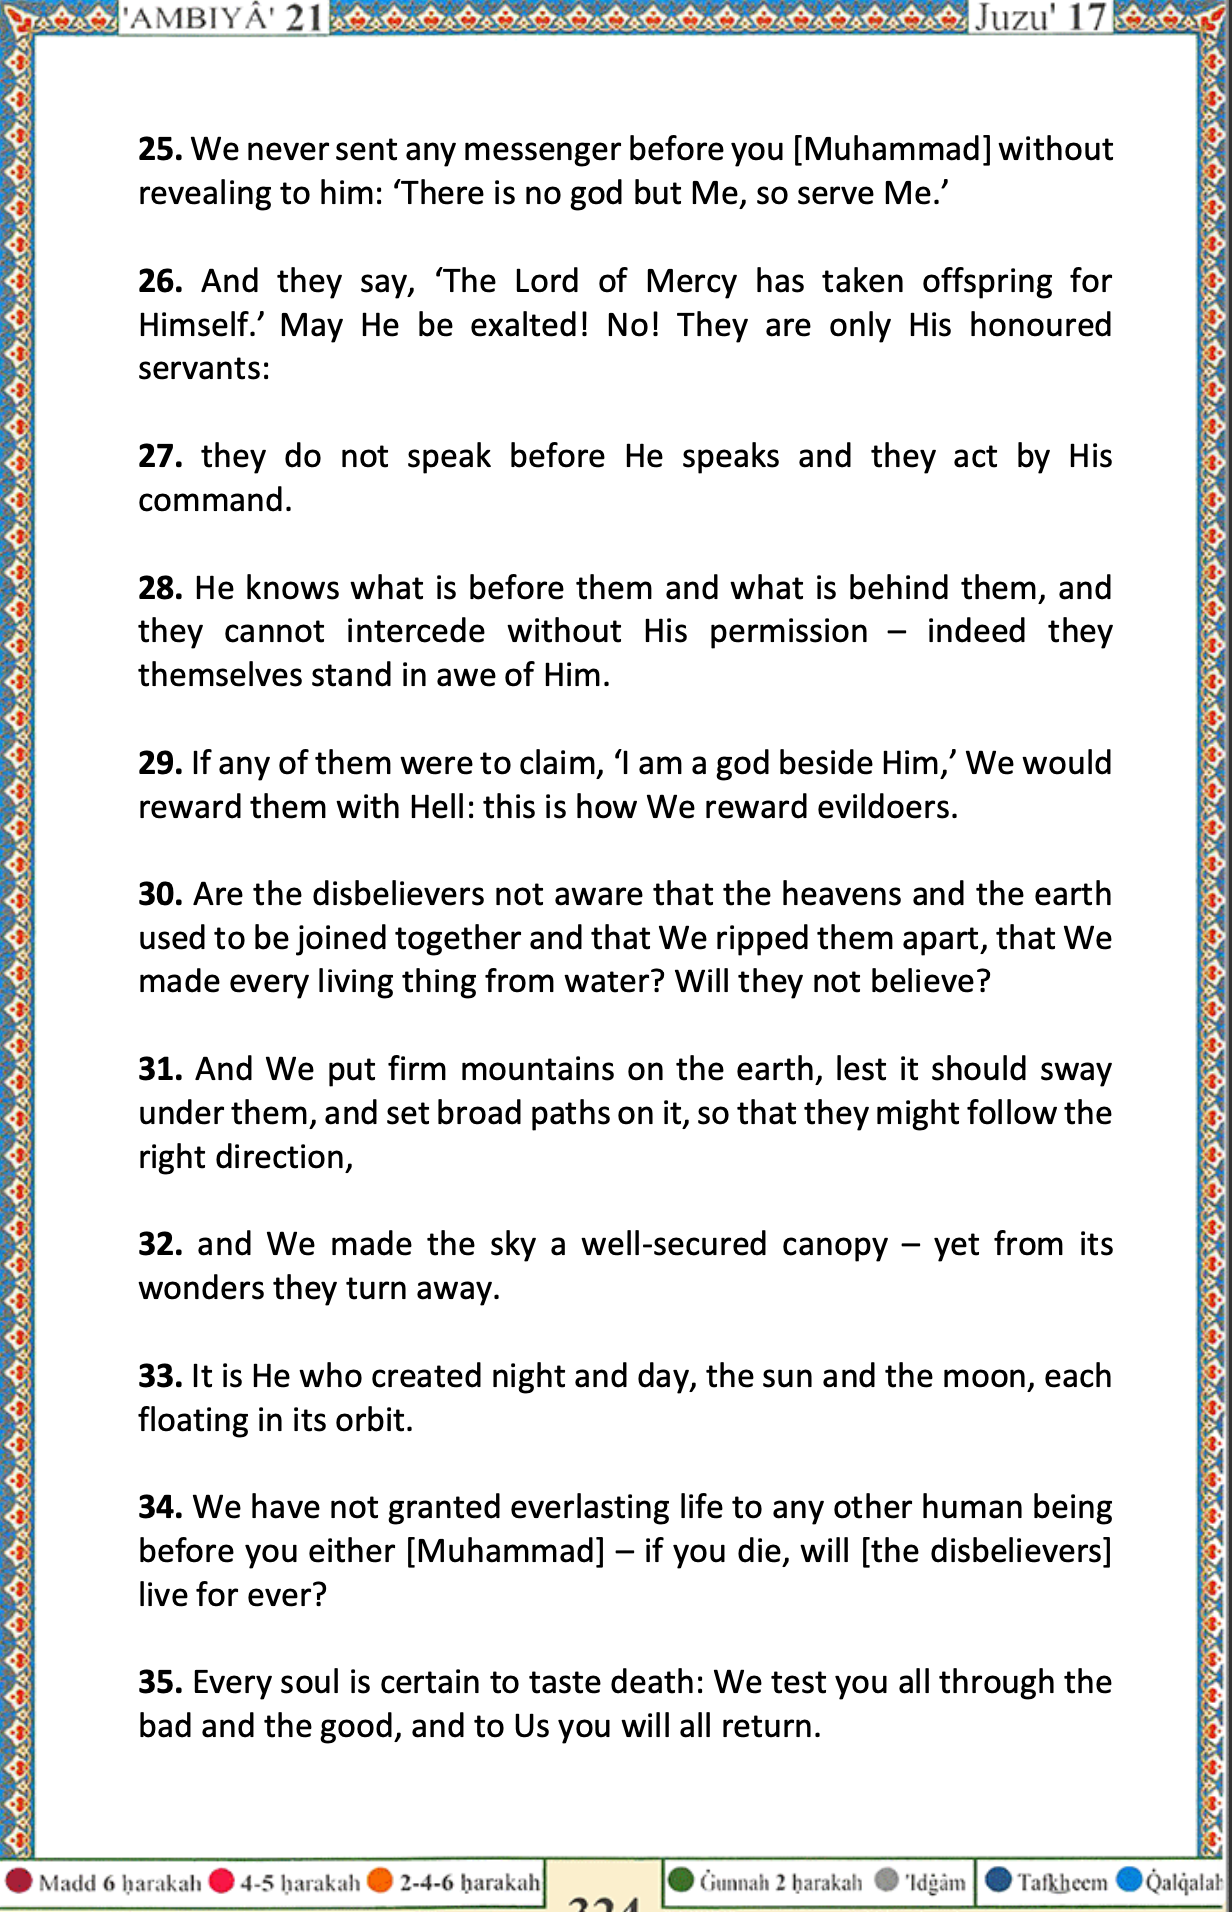 'AMBIYÂ' 21 Juzu' 17
25. We never sent any messenger before you [Muhammad] without
revealing to him: ‘There is no god but Me, so serve Me.’
26. And they say, ‘The Lord of Mercy has taken offspring for
Himself.’ May He be exalted! No! They are only His honoured
servants:
27. they do not speak before He speaks and they act by His
command.
28. He knows what is before them and what is behind them, and
they cannot intercede without His permission – indeed they
themselves stand in awe of Him.
29. If any of them were to claim, ‘I am a god beside Him,’ We would
reward them with Hell: this is how We reward evildoers.
30. Are the disbelievers not aware that the heavens and the earth
used to be joined together and that We ripped them apart, that We
made every living thing from water? Will they not believe?
31. And We put firm mountains on the earth, lest it should sway
under them, and set broad paths on it, so that they might follow the
right direction,
32. and We made the sky a well-secured canopy – yet from its
wonders they turn away.
33. It is He who created night and day, the sun and the moon, each
floating in its orbit.
34. We have not granted everlasting life to any other human being
before you either [Muhammad] – if you die, will [the disbelievers]
live for ever?
35. Every soul is certain to taste death: We test you all through the
bad and the good, and to Us you will all return.
Madd 6 ḥarakah 4-5 ḥarakah 2-4-6 ḥarakah 324 Ġunnah 2 ḥarakah 'Idġâm Tafkheem Q̇alq̇alah